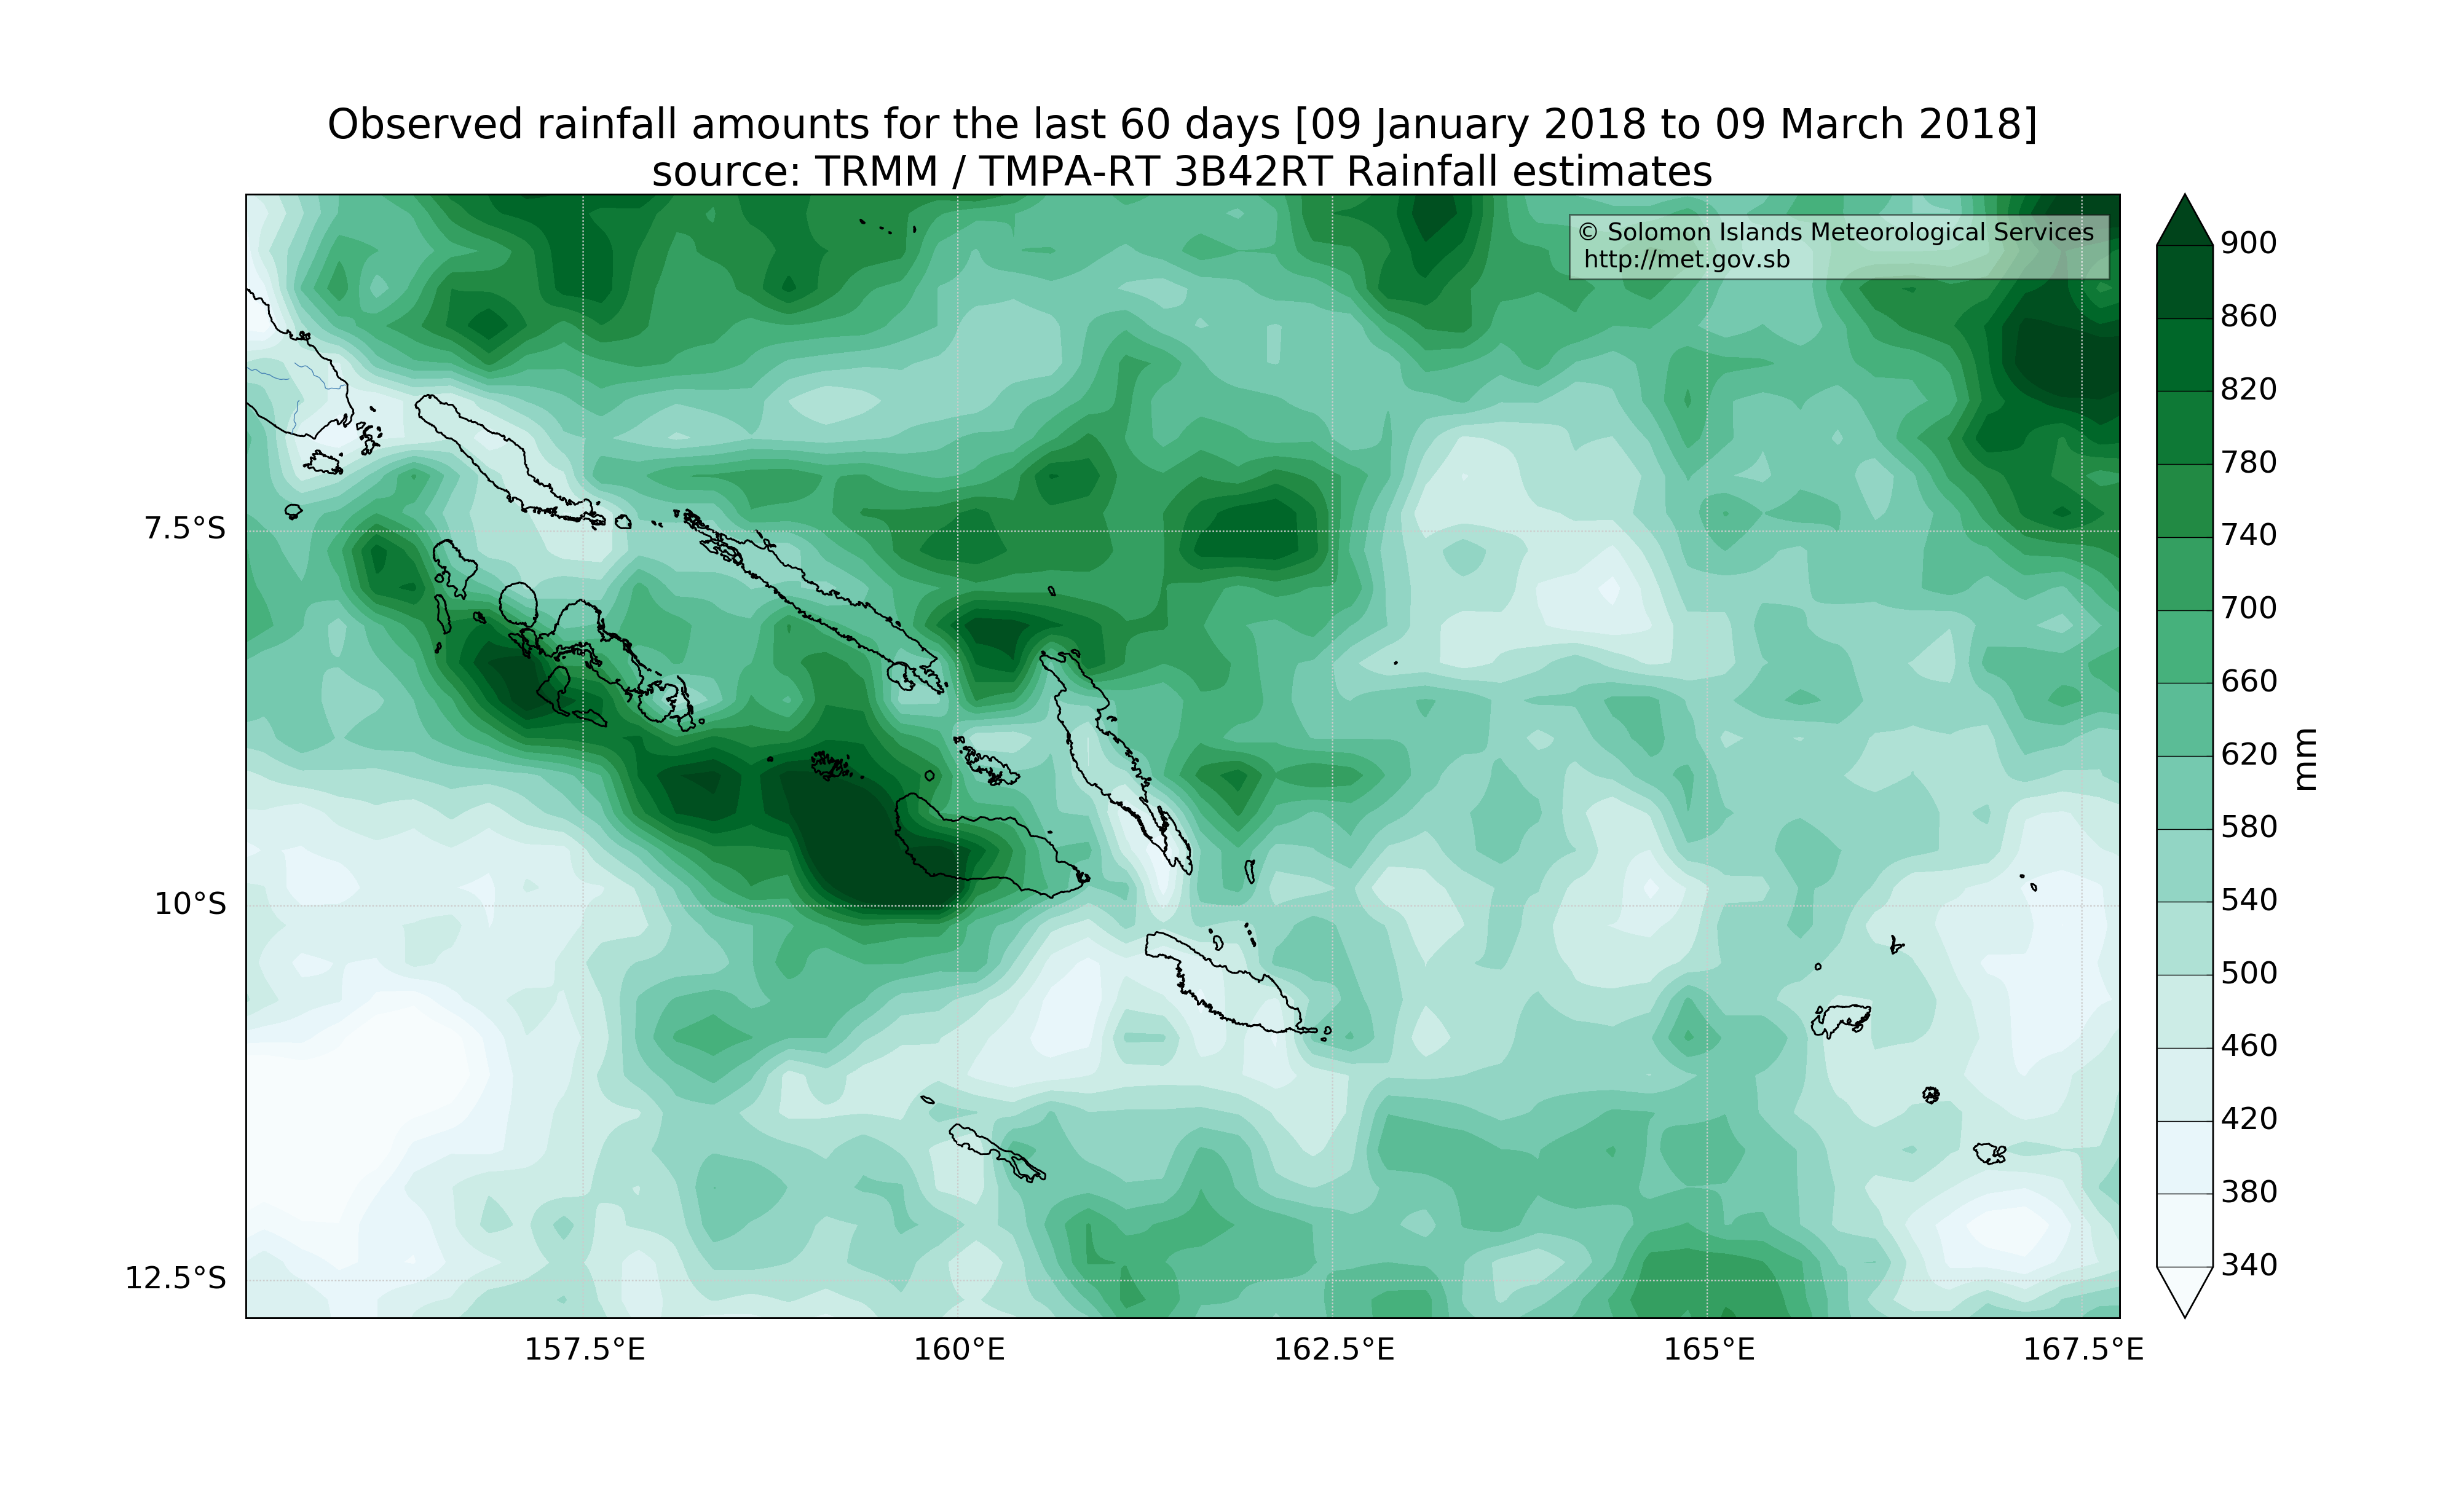 Observed rainfall amounts for the last 60 days [09 January 2018 to 09 March 2018]
source: TRMM / TMPA-RT 3B42RT Rainfall estimates
© Solomon Islands Meteorological Services
http://met.gov.sb
900
860
820
780
740
700
660
620
580
540
500
460
420
380
340
mm
7.5°S
10°S
12.5°S
157.5°E
160°E
162.5°E
165°E
167.5°E